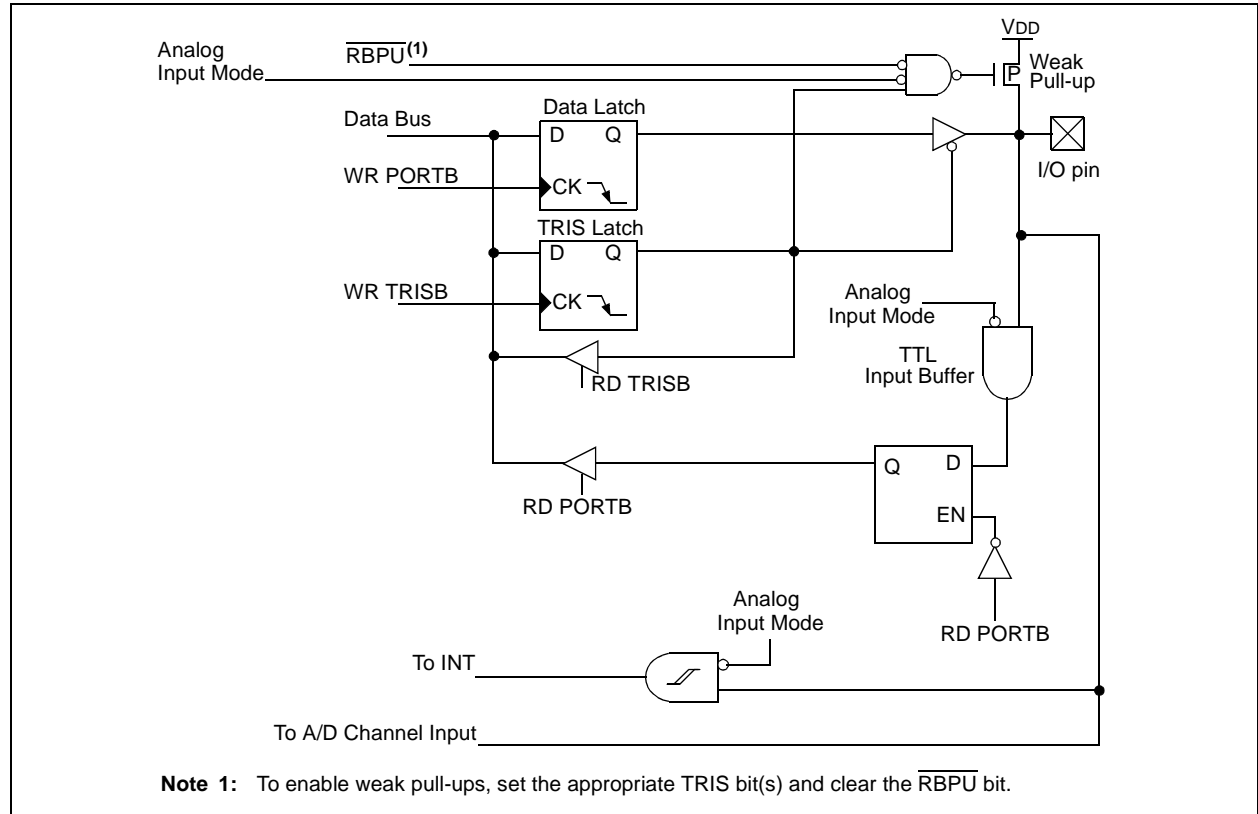 VDD
Analog
Input Mode
RBPU(1)
Weak
Pull-up
P
Data Bus
Data Latch
D Q
CK
WR PORTB
I/O pin
TRIS Latch
D Q
CK
WR TRISB
Analog
Input Mode
TTL
Input Buffer
RD TRISB
Q D
EN
RD PORTB
RD PORTB
Analog
Input Mode
To INT
To A/D Channel Input
Note 1: To enable weak pull-ups, set the appropriate TRIS bit(s) and clear the RBPU bit.